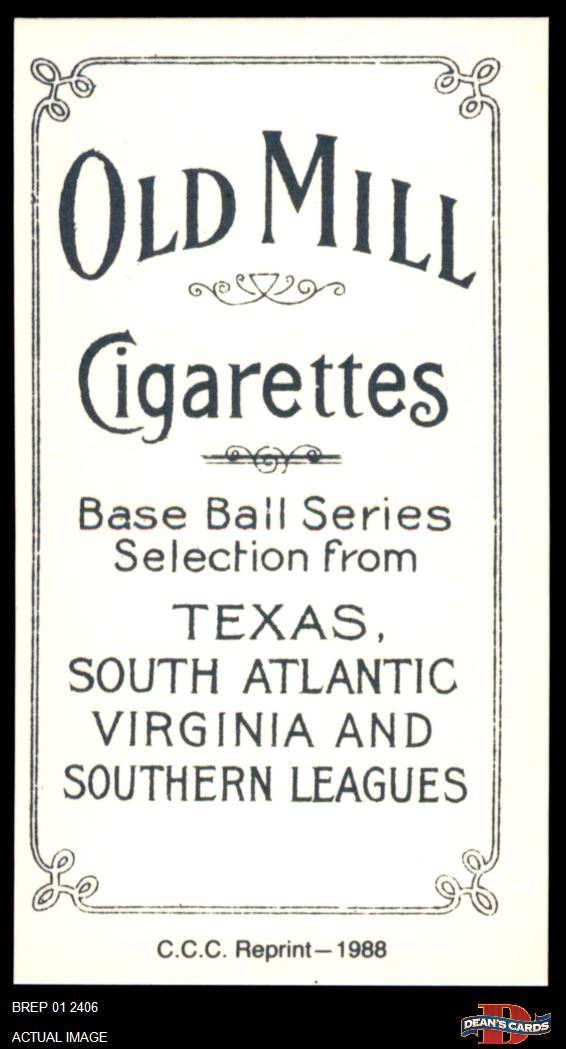 OLD MILL
Cigarettes
Base Ball Series
Selection from
TEXAS,
SOUTH ATLANTIC
VIRGINIA AND
SOUTHERN LEAGUES
C.C.C. Reprint—1988
BREP 01 2406
ACTUAL IMAGE
D
DEAN'S CARDS